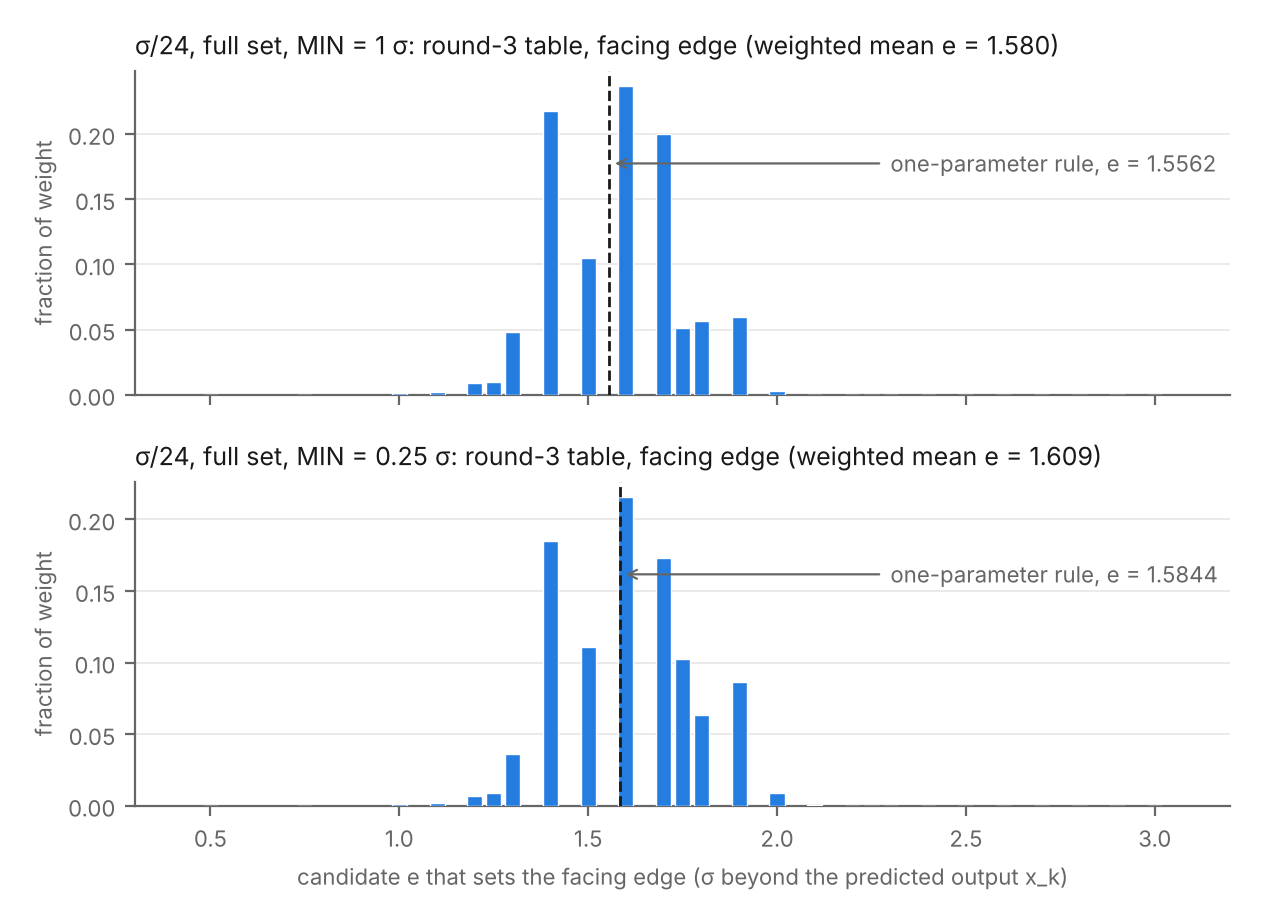 σ/24, full set, MIN = 1 σ: round-3 table, facing edge (weighted mean e = 1.580)
fraction of weight
0.20
0.15
0.10
0.05
0.00
one-parameter rule, e = 1.5562
σ/24, full set, MIN = 0.25 σ: round-3 table, facing edge (weighted mean e = 1.609)
fraction of weight
0.20
0.15
0.10
0.05
0.00
one-parameter rule, e = 1.5844
0.5 1.0 1.5 2.0 2.5 3.0
candidate e that sets the facing edge (σ beyond the predicted output x_k)